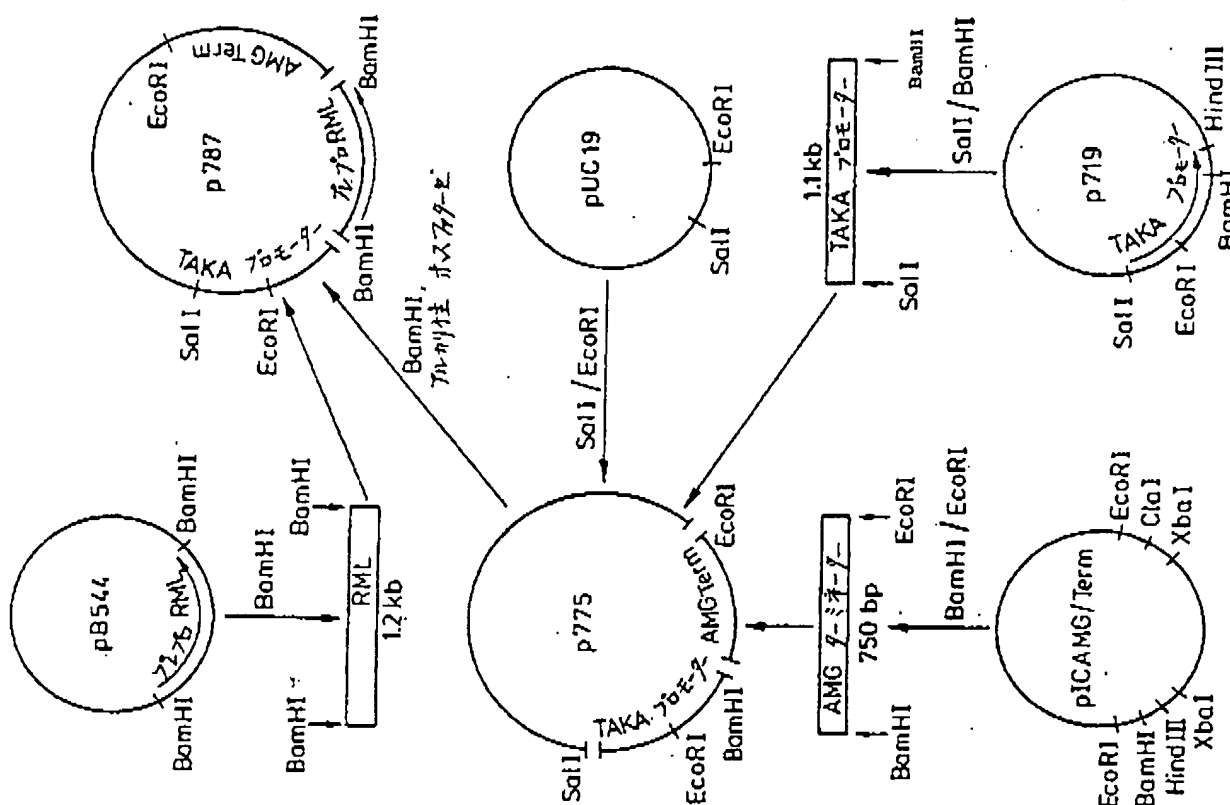 pB544
プレプロ RML
BamHI
BamHI
BamHI
BamHI
BamHI
RML
1.2 kb
p787
EcoRI
AMG Term
BamHI
プレプロ RML
BamHI
TAKA プロモーター
SalI
EcoRI
BamHI,
アルカリ性 ホスファターゼ
p775
SalI
TAKA プロモーター
EcoRI
BamHI
AMG Term
EcoRI
pUC19
EcoRI
SalI
SalI/EcoRI
AMG ターミネーター
750 bp
BamHI
EcoRI
BamHI/EcoRI
pICAMG/Term
EcoRI
ClaI
XbaI
EcoRI
BamHI
HindIII
XbaI
1.1 kb
TAKA プロモーター
SalI
BamHI
SalI/BamHI
p719
TAKA プロモーター
SalI
EcoRI
BamHI
HindIII